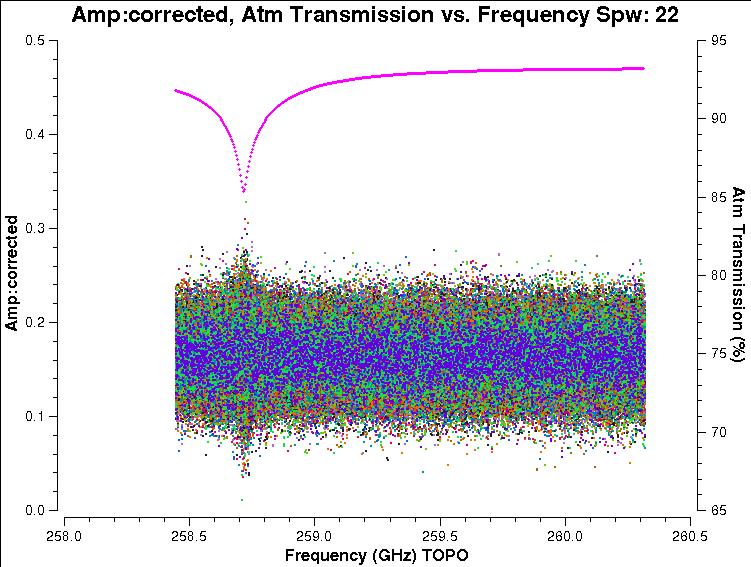 Amp:corrected, Atm Transmission vs. Frequency Spw: 22
0.5
0.4
0.3
0.2
0.1
0.0
Amp:corrected
95
90
85
80
75
70
65
Atm Transmission (%)
258.0 258.5 259.0 259.5 260.0 260.5
Frequency (GHz) TOPO